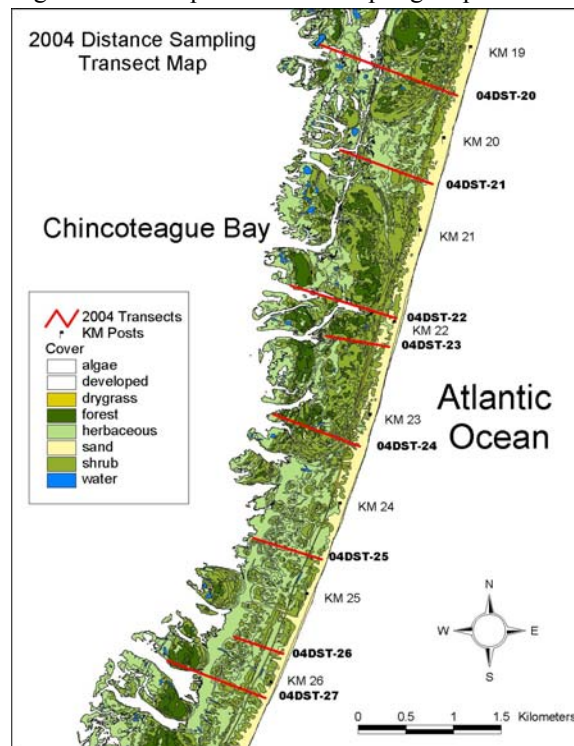 2004 Distance Sampling
Transect Map
KM 19
04DST-20
KM 20
04DST-21
KM 21
Chincoteague Bay
04DST-22
KM 22
04DST-23
2004 Transects
KM Posts
Cover
algae
developed
drygrass
forest
herbaceous
sand
shrub
water
Atlantic
Ocean
KM 23
04DST-24
KM 24
04DST-25
KM 25
04DST-26
KM 26
04DST-27
N
W
E
S
0 0.5 1 1.5 Kilometers